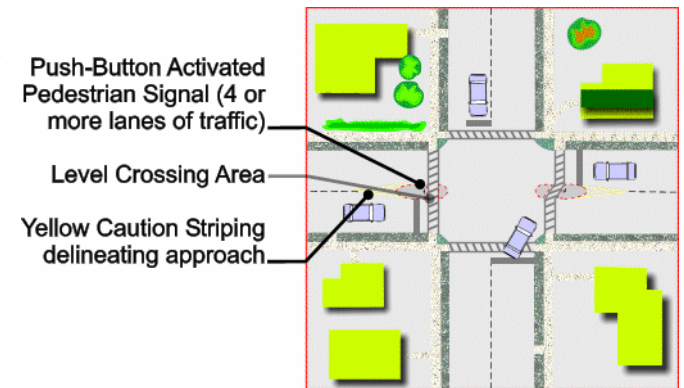 Push-Button Activated
Pedestrian Signal (4 or
more lanes of traffic)
Level Crossing Area
Yellow Caution Striping
delineating approach